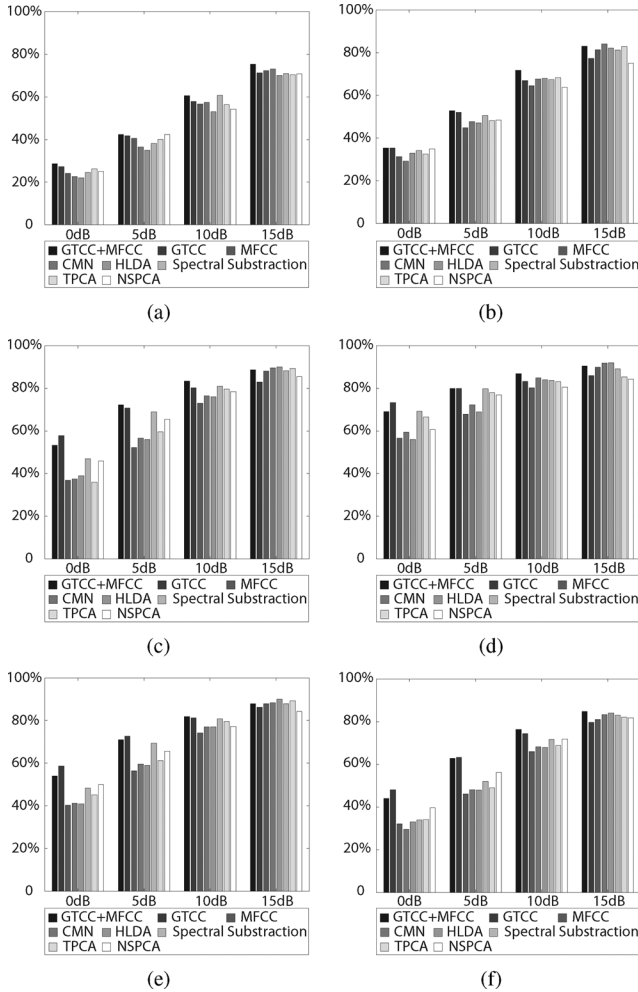 100%
80%
60%
40%
20%
0
0dB 5dB 10dB 15dB
GTCC+MFCC GTCC MFCC
CMN HLDA Spectral Substraction
TPCA NSPCA
(a)
100%
80%
60%
40%
20%
0
0dB 5dB 10dB 15dB
GTCC+MFCC GTCC MFCC
CMN HLDA Spectral Substraction
TPCA NSPCA
(b)
100%
80%
60%
40%
20%
0
0dB 5dB 10dB 15dB
GTCC+MFCC GTCC MFCC
CMN HLDA Spectral Substraction
TPCA NSPCA
(c)
100%
80%
60%
40%
20%
0
0dB 5dB 10dB 15dB
GTCC+MFCC GTCC MFCC
CMN HLDA Spectral Substraction
TPCA NSPCA
(d)
100%
80%
60%
40%
20%
0
0dB 5dB 10dB 15dB
GTCC+MFCC GTCC MFCC
CMN HLDA Spectral Substraction
TPCA NSPCA
(e)
100%
80%
60%
40%
20%
0
0dB 5dB 10dB 15dB
GTCC+MFCC GTCC MFCC
CMN HLDA Spectral Substraction
TPCA NSPCA
(f)